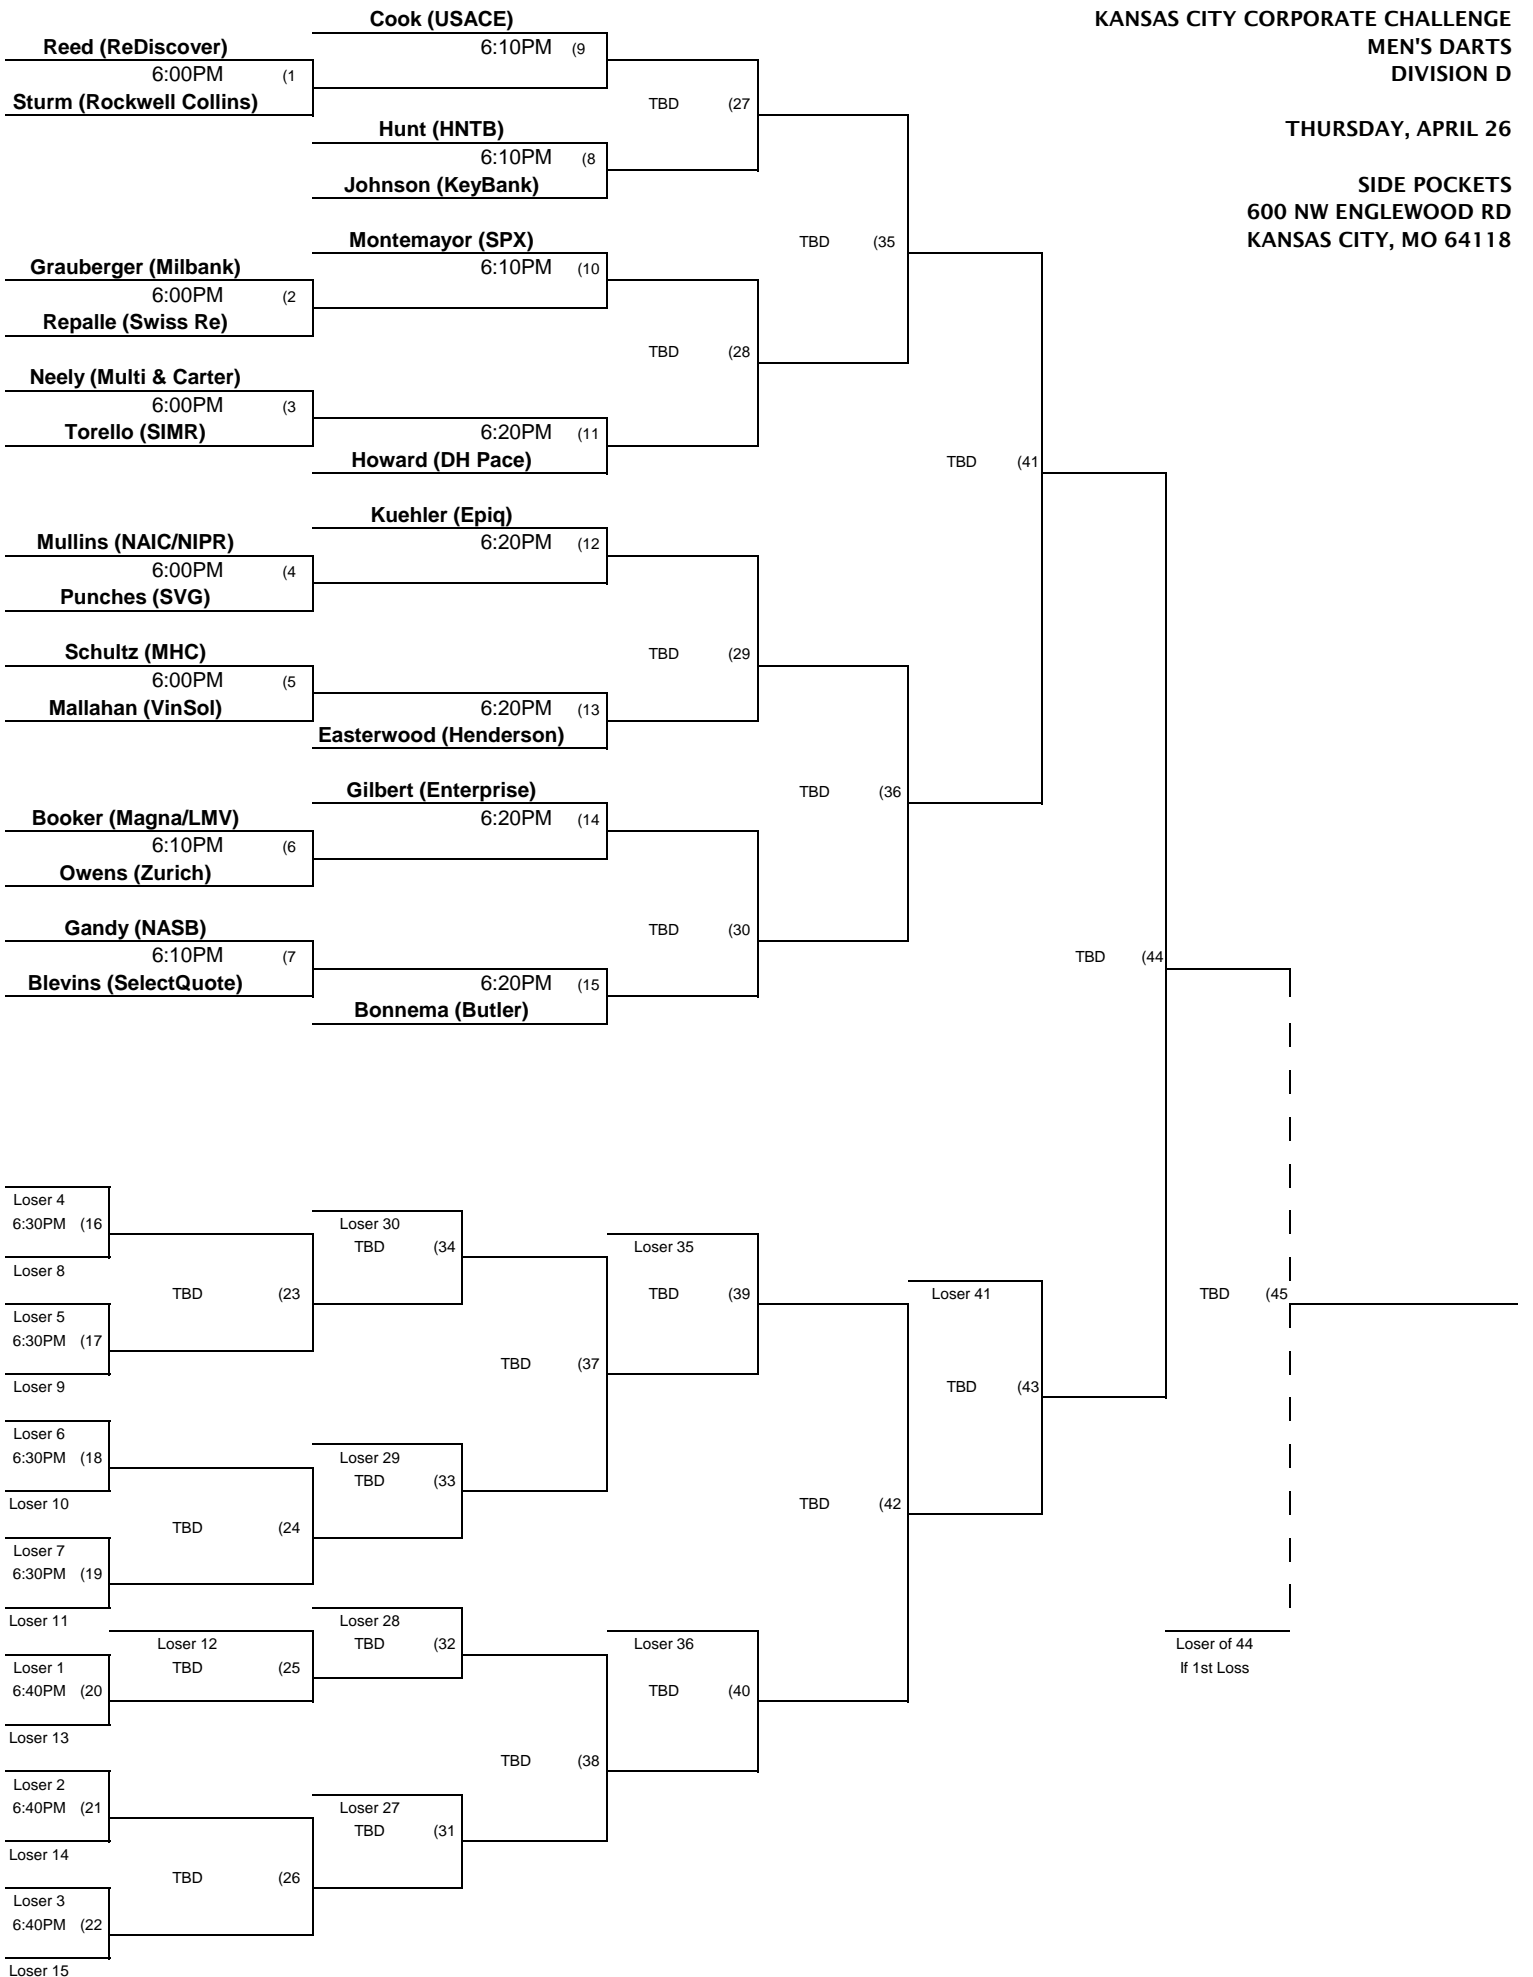 KANSAS CITY CORPORATE CHALLENGE
MEN'S DARTS
DIVISION D
THURSDAY, APRIL 26
SIDE POCKETS
600 NW ENGLEWOOD RD
KANSAS CITY, MO 64118
Cook (USACE)
Reed (ReDiscover)
6:10PM (9
6:00PM (1
Sturm (Rockwell Collins)
TBD (27
Hunt (HNTB)
6:10PM (8
Johnson (KeyBank)
Montemayor (SPX)
TBD (35
Grauberger (Milbank)
6:10PM (10
6:00PM (2
Repalle (Swiss Re)
TBD (28
Neely (Multi & Carter)
6:00PM (3
Torello (SIMR)
6:20PM (11
Howard (DH Pace)
TBD (41
Kuehler (Epiq)
Mullins (NAIC/NIPR)
6:20PM (12
6:00PM (4
Punches (SVG)
Schultz (MHC)
TBD (29
6:00PM (5
Mallahan (VinSol)
6:20PM (13
Easterwood (Henderson)
Gilbert (Enterprise)
TBD (36
Booker (Magna/LMV)
6:20PM (14
6:10PM (6
Owens (Zurich)
Gandy (NASB)
TBD (30
6:10PM (7
TBD (44
Blevins (SelectQuote)
6:20PM (15
Bonnema (Butler)
Loser 4
6:30PM (16
Loser 30
TBD (34
Loser 35
Loser 8
TBD (23
TBD (39
Loser 41
TBD (45
Loser 5
6:30PM (17
TBD (37
Loser 9
TBD (43
Loser 6
6:30PM (18
Loser 29
TBD (33
Loser 10
TBD (42
TBD (24
Loser 7
6:30PM (19
Loser 11
Loser 28
Loser 12
TBD (32
Loser 36
Loser of 44
Loser 1
TBD (25
If 1st Loss
6:40PM (20
TBD (40
Loser 13
TBD (38
Loser 2
6:40PM (21
Loser 27
TBD (31
Loser 14
TBD (26
Loser 3
6:40PM (22
Loser 15